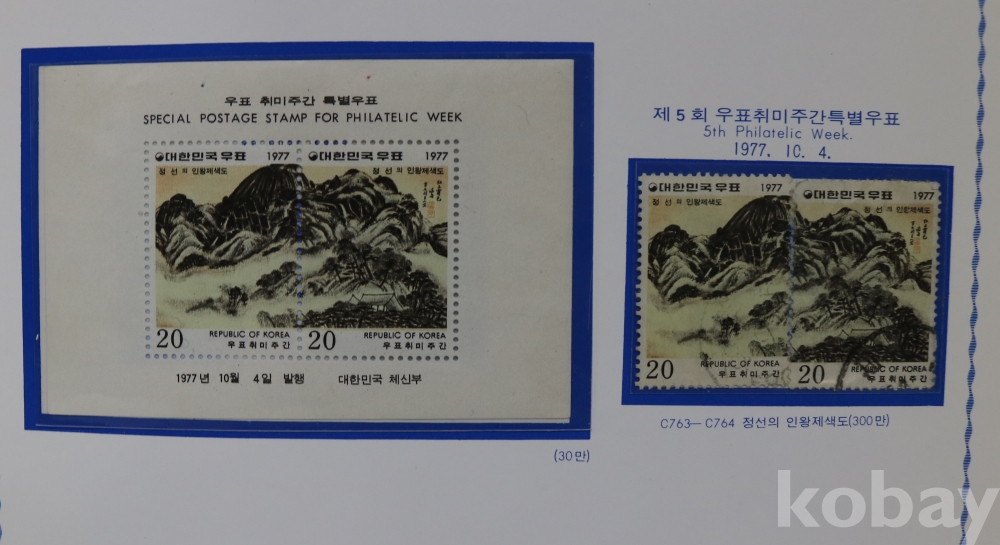 우표 취미주간 특별우표
SPECIAL POSTAGE STAMP FOR PHILATELIC WEEK
대한민국우표 1977
정 선의 인왕제색도
대한민국우표 1977
20
REPUBLIC OF KOREA
우표취미주간
20
REPUBLIC OF KOREA
우표취미주간
1977년 10월 4일 발행 대한민국 체신부
(30만)
제5회 우표취미주간특별우표
5th Philatelic Week.
1977. 10. 4.
대한민국우표 1977
정 선의 인왕제색도
대한민국우표 1977
정 선의 인왕제색도
20
REPUBLIC OF KOREA
우표취미주간
20
REPUBLIC OF KOREA
우표취미주간
C763—C764 정선의 인왕제색도(300만)
kobay